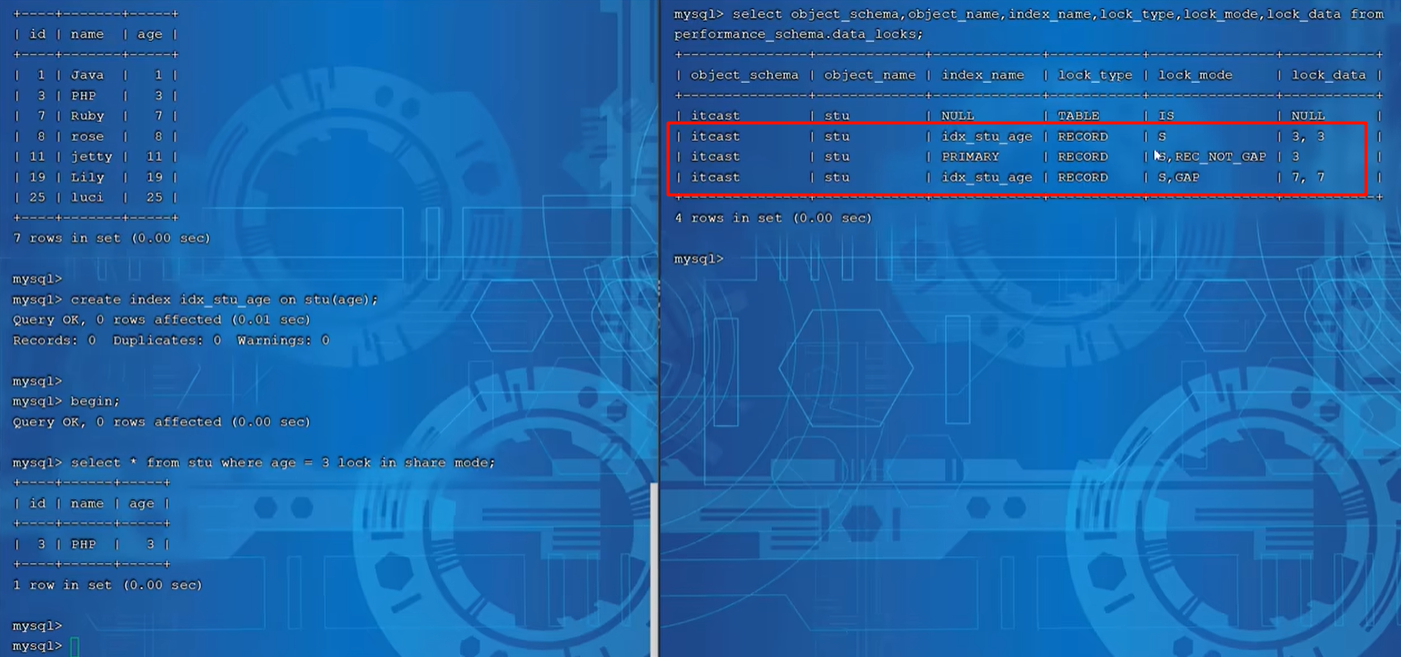 +----+-------+-----+
| id | name  | age |
+----+-------+-----+
|  1 | Java  |   1 |
|  3 | PHP   |   3 |
|  7 | Ruby  |   7 |
|  8 | rose  |   8 |
| 11 | jetty |  11 |
| 19 | Lily  |  19 |
| 25 | luci  |  25 |
+----+-------+-----+
7 rows in set (0.00 sec)
mysql>
mysql> create index idx_stu_age on stu(age);
Query OK, 0 rows affected (0.01 sec)
Records: 0  Duplicates: 0  Warnings: 0
mysql>
mysql> begin;
Query OK, 0 rows affected (0.00 sec)
mysql> select * from stu where age = 3 lock in share mode;
+----+------+-----+
| id | name | age |
+----+------+-----+
|  3 | PHP  |   3 |
+----+------+-----+
1 row in set (0.00 sec)
mysql>
mysql>
mysql> select object_schema,object_name,index_name,lock_type,lock_mode,lock_data from
performance_schema.data_locks;
+---------------+-------------+-------------+-----------+---------------+-----------+
| object_schema | object_name | index_name  | lock_type | lock_mode     | lock_data |
+---------------+-------------+-------------+-----------+---------------+-----------+
| itcast        | stu         | NULL        | TABLE     | IS            | NULL      |
| itcast        | stu         | idx_stu_age | RECORD    | S             | 3, 3      |
| itcast        | stu         | PRIMARY     | RECORD    | S,REC_NOT_GAP | 3         |
| itcast        | stu         | idx_stu_age | RECORD    | S,GAP         | 7, 7      |
+---------------+-------------+-------------+-----------+---------------+-----------+
4 rows in set (0.00 sec)
mysql>